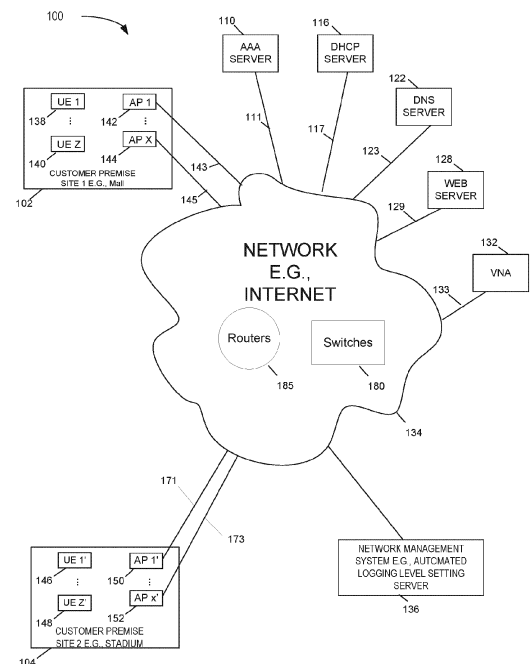 100
110
AAA
SERVER
116
DHCP
SERVER
122
DNS
SERVER
128
WEB
SERVER
132
VNA
111
117
123
129
133
UE 1
AP 1
138
142
⋮
⋮
UE Z
AP X
140
144
CUSTOMER PREMISE
SITE 1 E.G., Mall
102
143
145
NETWORK
E.G.,
INTERNET
Routers
Switches
185
180
134
171
173
UE 1'
AP 1'
146
150
⋮
⋮
UE Z'
AP x'
148
152
CUSTOMER PREMISE
SITE 2 E.G., STADIUM
104
NETWORK MANAGEMENT
SYSTEM E.G., AUTOMATED
LOGGING LEVEL SETTING
SERVER
136